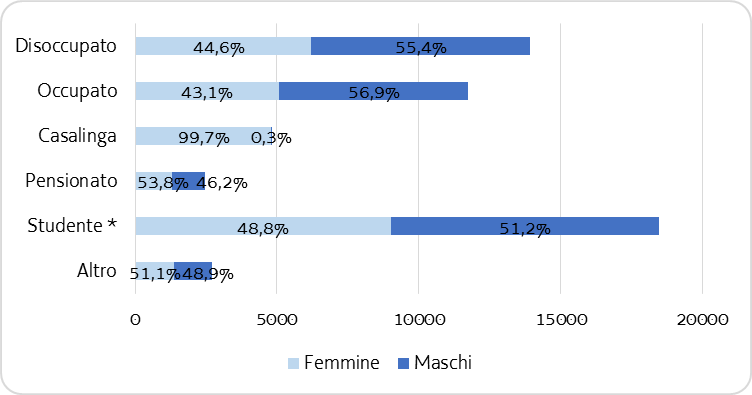 Disoccupato 44,6% 55,4%
Occupato 43,1% 56,9%
Casalinga 99,7% 0,3%
Pensionato 53,8% 46,2%
Studente * 48,8% 51,2%
Altro 51,1% 48,9%
0 5000 10000 15000 20000
Femmine Maschi